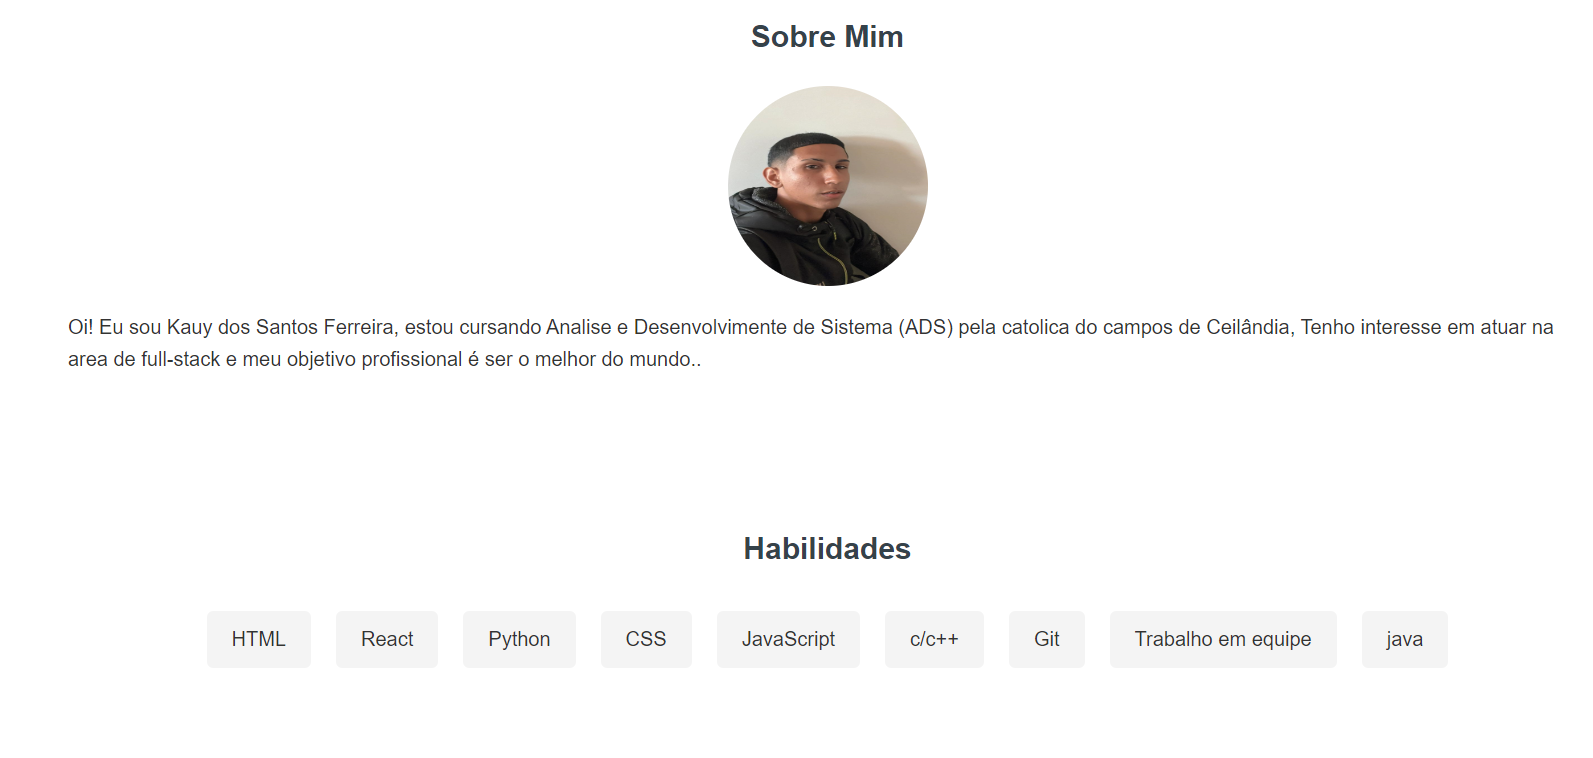 Sobre Mim
Oi! Eu sou Kauy dos Santos Ferreira, estou cursando Analise e Desenvolvimente de Sistema (ADS) pela catolica do campos de Ceilândia, Tenho interesse em atuar na
area de full-stack e meu objetivo profissional é ser o melhor do mundo..
Habilidades
HTML React Python CSS JavaScript c/c++ Git Trabalho em equipe java